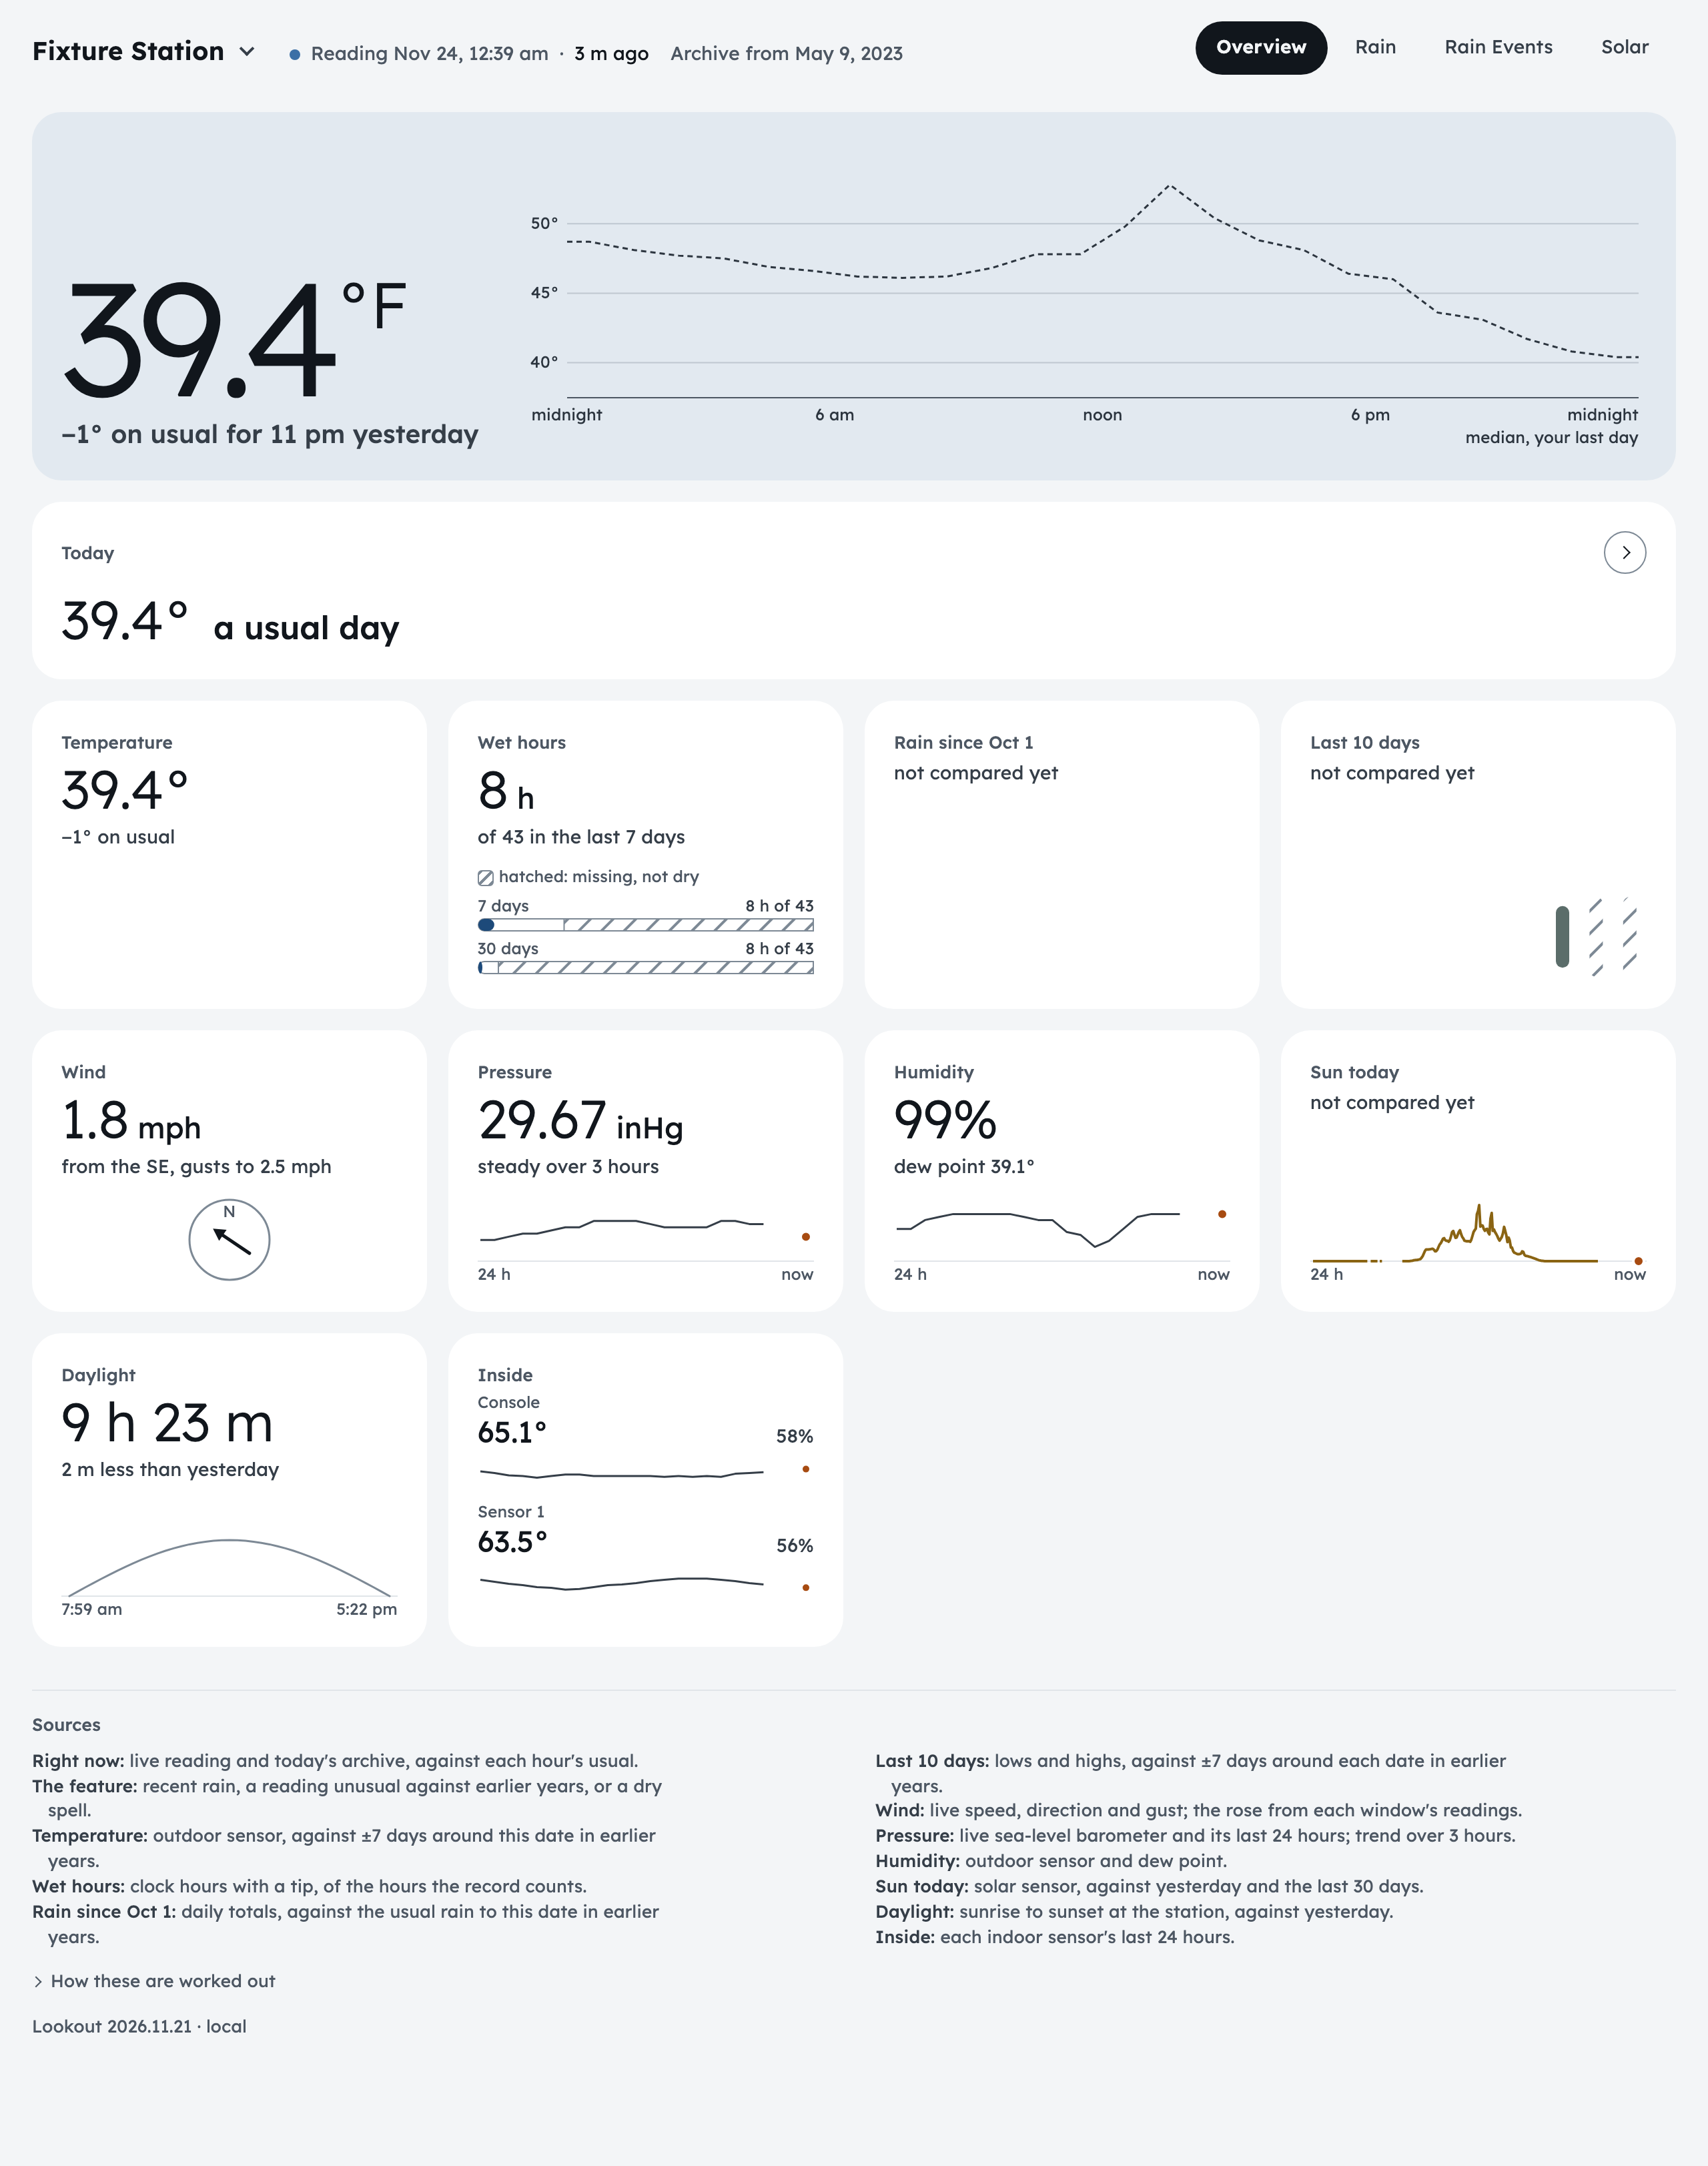 Fixture Station
Reading Nov 24, 12:39 am · 3 m ago
Archive from May 9, 2023
Overview
Rain
Rain Events
Solar
39.4°F
−1° on usual for 11 pm yesterday
50°
45°
40°
midnight
6 am
noon
6 pm
midnight
median, your last day
Today
39.4° a usual day
Temperature
39.4°
−1° on usual
Wet hours
8 h
of 43 in the last 7 days
hatched: missing, not dry
7 days 8 h of 43
30 days 8 h of 43
Rain since Oct 1
not compared yet
Last 10 days
not compared yet
Wind
1.8 mph
from the SE, gusts to 2.5 mph
N
Pressure
29.67 inHg
steady over 3 hours
24 h now
Humidity
99%
dew point 39.1°
24 h now
Sun today
not compared yet
24 h now
Daylight
9 h 23 m
2 m less than yesterday
7:59 am 5:22 pm
Inside
Console
65.1° 58%
Sensor 1
63.5° 56%
Sources
Right now: live reading and today's archive, against each hour's usual.
The feature: recent rain, a reading unusual against earlier years, or a dry
spell.
Temperature: outdoor sensor, against ±7 days around this date in earlier
years.
Wet hours: clock hours with a tip, of the hours the record counts.
Rain since Oct 1: daily totals, against the usual rain to this date in earlier
years.
Last 10 days: lows and highs, against ±7 days around each date in earlier
years.
Wind: live speed, direction and gust; the rose from each window's readings.
Pressure: live sea-level barometer and its last 24 hours; trend over 3 hours.
Humidity: outdoor sensor and dew point.
Sun today: solar sensor, against yesterday and the last 30 days.
Daylight: sunrise to sunset at the station, against yesterday.
Inside: each indoor sensor's last 24 hours.
How these are worked out
Lookout 2026.11.21 · local